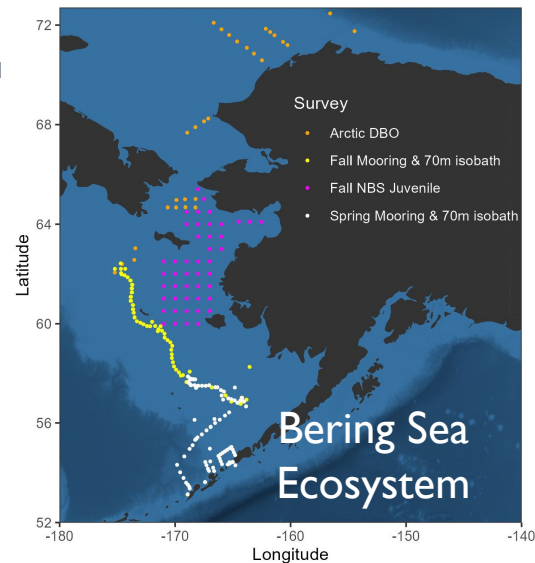 72
68
64
60
56
52
Latitude
Survey
Arctic DBO
Fall Mooring & 70m isobath
Fall NBS Juvenile
Spring Mooring & 70m isobath
Bering Sea
Ecosystem
-180
-170
-160
-150
-140
Longitude